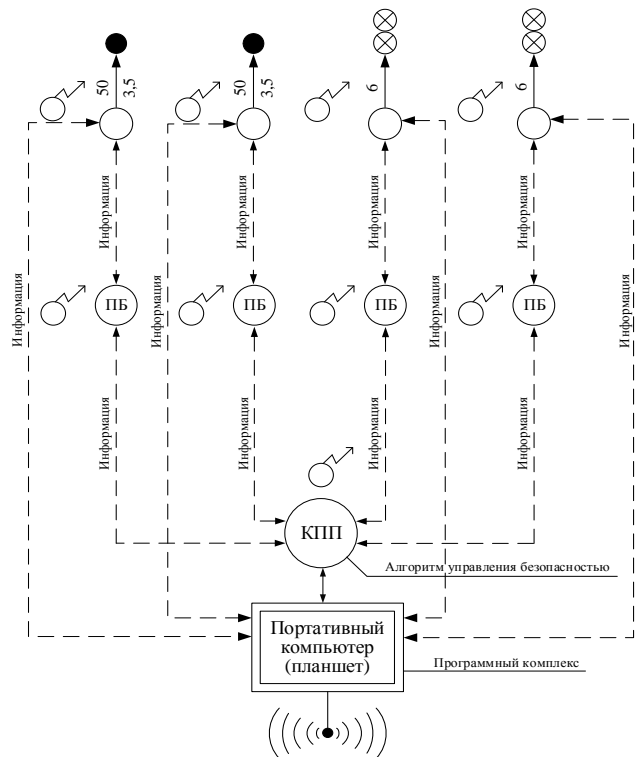 50
3,5
50
3,5
6
6
Информация
Информация
Информация
Информация
Информация
Информация
Информация
Информация
ПБ
ПБ
ПБ
ПБ
Информация
Информация
Информация
Информация
КПП
Алгоритм управления безопасностью
Портативный
компьютер
(планшет)
Программный комплекс